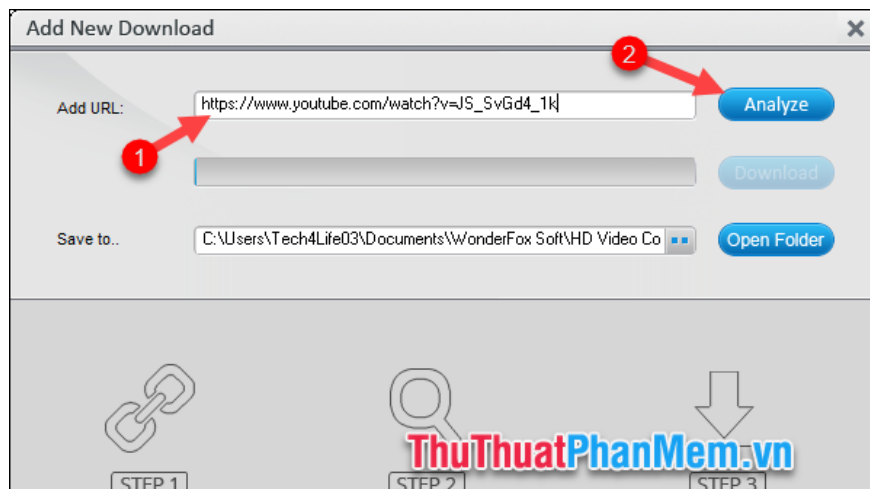 Add New Download
2
Add URL:
https://www.youtube.com/watch?v=JS_SvGd4_1k
Analyze
1
Download
Save to..
C:\Users\Tech4Life03\Documents\WonderFox Soft\HD Video Co
Open Folder
ThuThuatPhanMem.vn
STEP 1
STEP 2
STEP 3